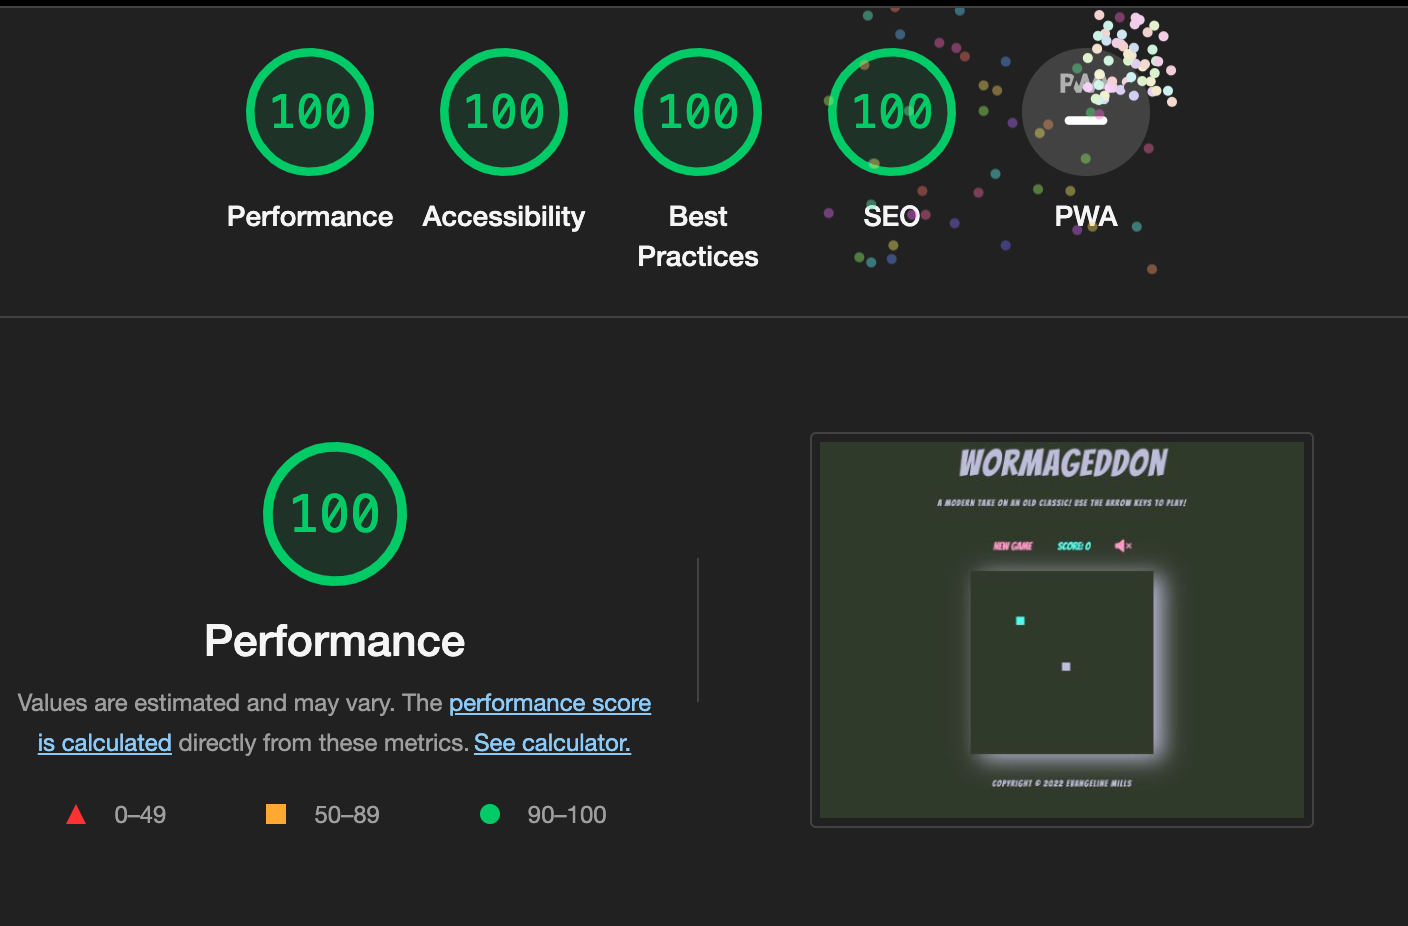 100 100 100 100 PWA
Performance Accessibility Best Practices SEO PWA
100
Performance
Values are estimated and may vary. The performance score
is calculated directly from these metrics. See calculator.
0–49 50–89 90–100
WORMAGEDDON
A MODERN TAKE ON AN OLD CLASSIC! USE THE ARROW KEYS TO PLAY!
NEW GAME SCORE: 0
COPYRIGHT © 2022 EVANGELINE MILLS